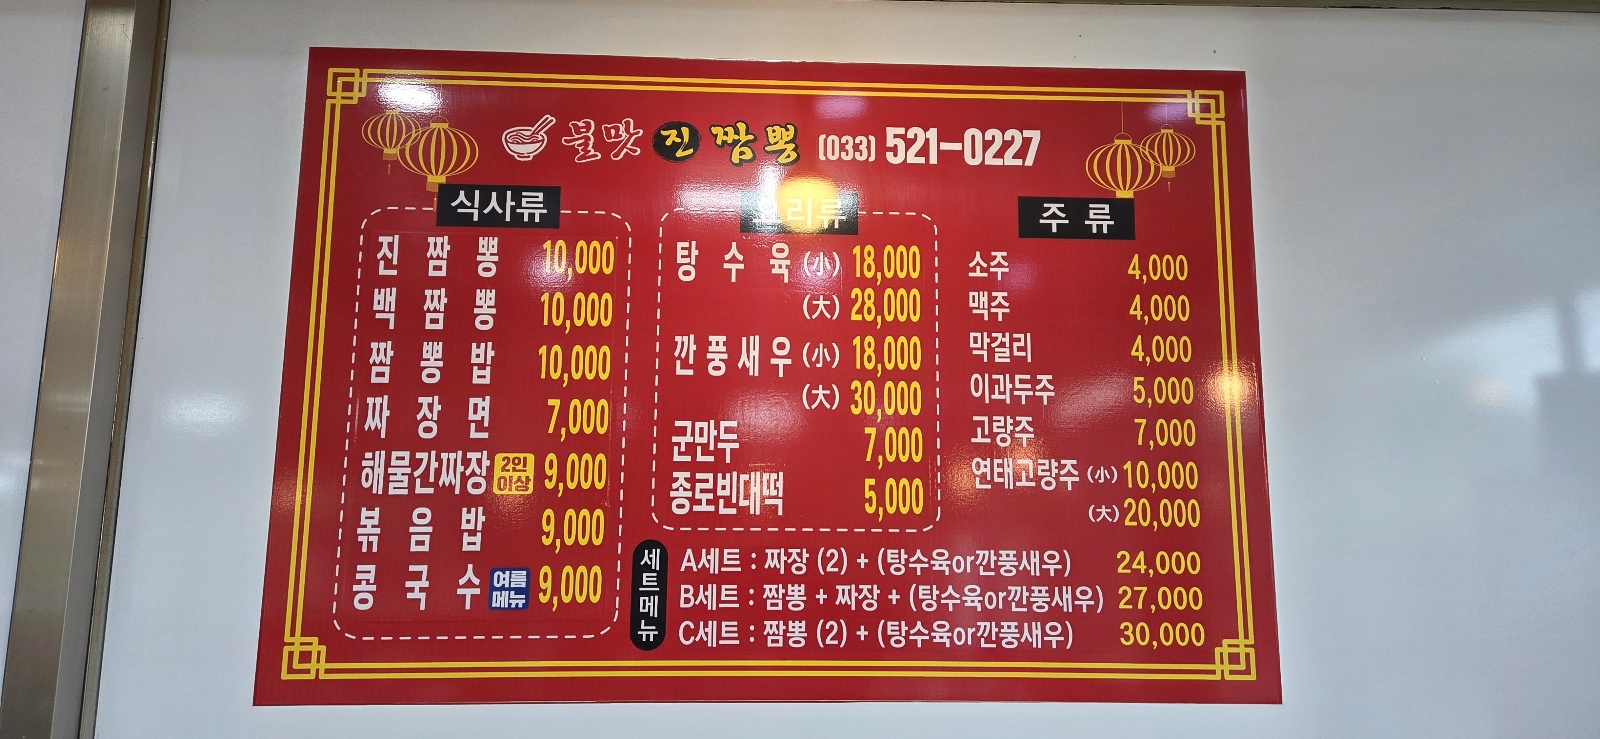 불맛 진짬뽕 (033) 521-0227
식사류
진 짬 뽕 10,000
백 짬 뽕 10,000
짬 뽕 밥 10,000
짜 장 면 7,000
해물간짜장 2인 이상 9,000
볶 음 밥 9,000
콩 국 수 여름 메뉴 9,000
요리류
탕 수 육 (小) 18,000
(大) 28,000
깐풍새우 (小) 18,000
(大) 30,000
군만두 7,000
종로빈대떡 5,000
주 류
소주 4,000
맥주 4,000
막걸리 4,000
이과두주 5,000
고량주 7,000
연태고량주 (小) 10,000
(大) 20,000
세트메뉴
A세트 : 짜장 (2) + (탕수육or깐풍새우) 24,000
B세트 : 짬뽕 + 짜장 + (탕수육or깐풍새우) 27,000
C세트 : 짬뽕 (2) + (탕수육or깐풍새우) 30,000